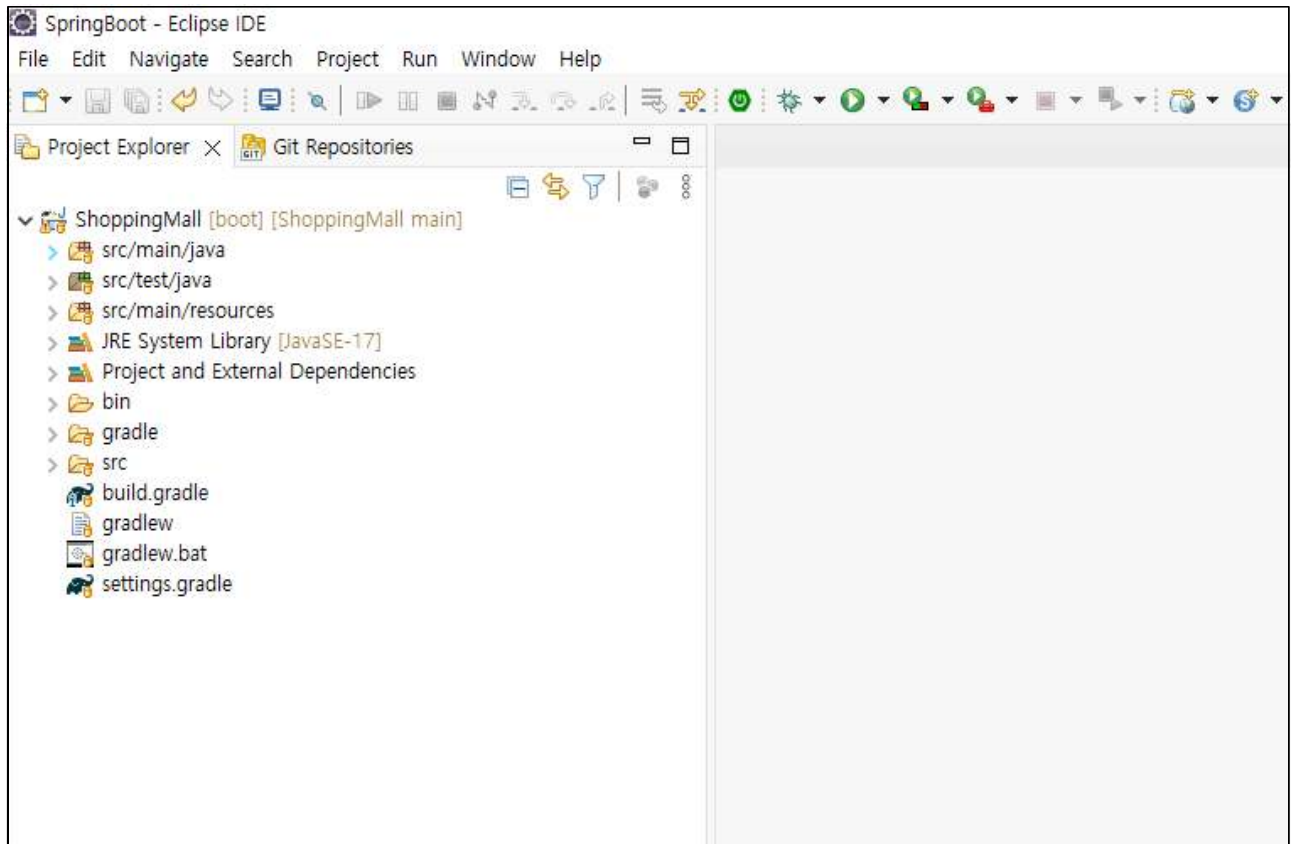 SpringBoot - Eclipse IDE
File Edit Navigate Search Project Run Window Help
Project Explorer Git Repositories
ShoppingMall [boot] [ShoppingMall main]
src/main/java
src/test/java
src/main/resources
JRE System Library [JavaSE-17]
Project and External Dependencies
bin
gradle
src
build.gradle
gradlew
gradlew.bat
settings.gradle